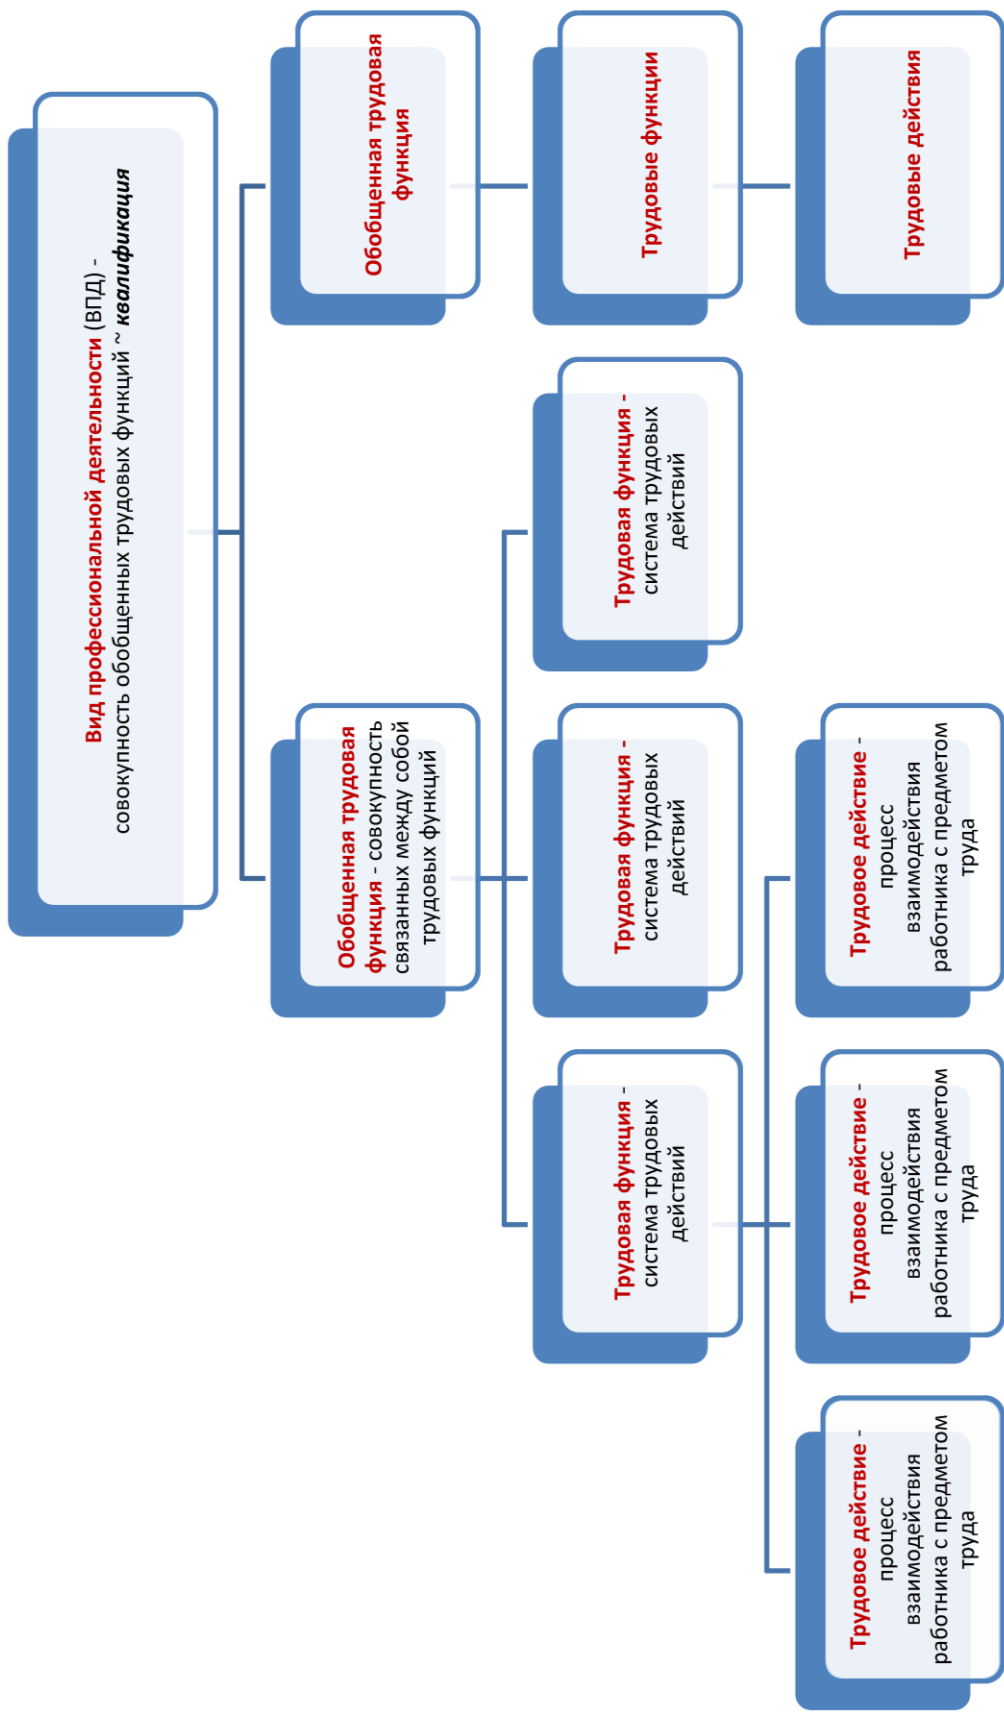 Вид профессиональной деятельности (ВПД) -
совокупность обобщенных трудовых функций ~ квалификация
Обобщенная трудовая
функция - совокупность
связанных между собой
трудовых функций
Обобщенная трудовая
функция
Трудовая функция -
система трудовых
действий
Трудовая функция -
система трудовых
действий
Трудовая функция -
система трудовых
действий
Трудовые функции
Трудовое действие -
процесс
взаимодействия
работника с предметом
труда
Трудовое действие -
процесс
взаимодействия
работника с предметом
труда
Трудовое действие -
процесс
взаимодействия
работника с предметом
труда
Трудовые действия